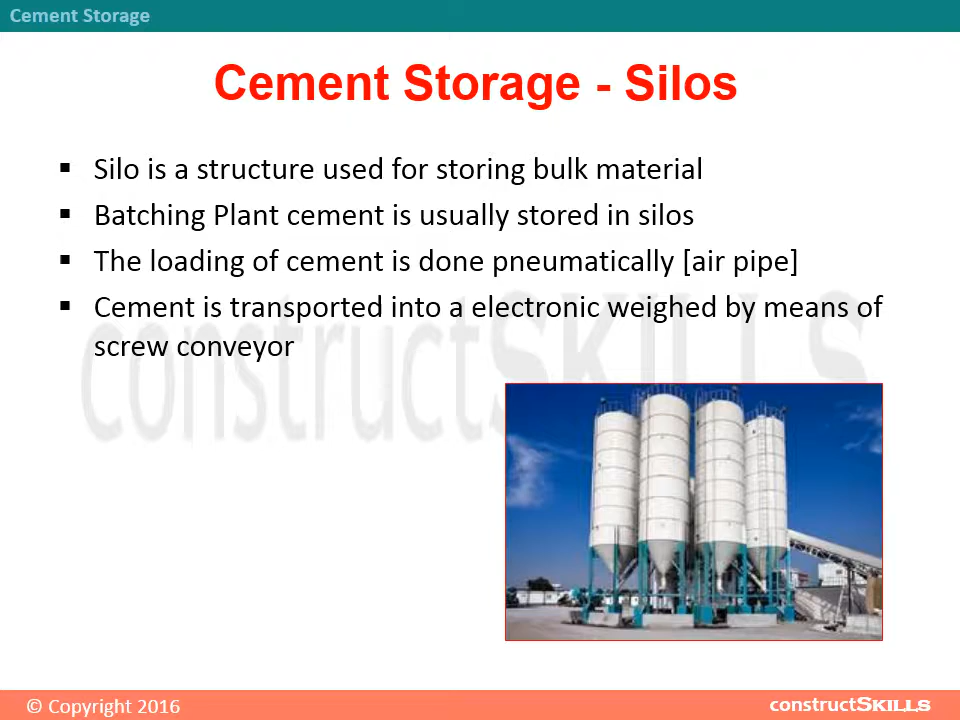 Cement Storage
Cement Storage - Silos
▪ Silo is a structure used for storing bulk material
▪ Batching Plant cement is usually stored in silos
▪ The loading of cement is done pneumatically [air pipe]
▪ Cement is transported into a electronic weighed by means of
screw conveyor
constructSKILLS
© Copyright 2016
constructSKILLS